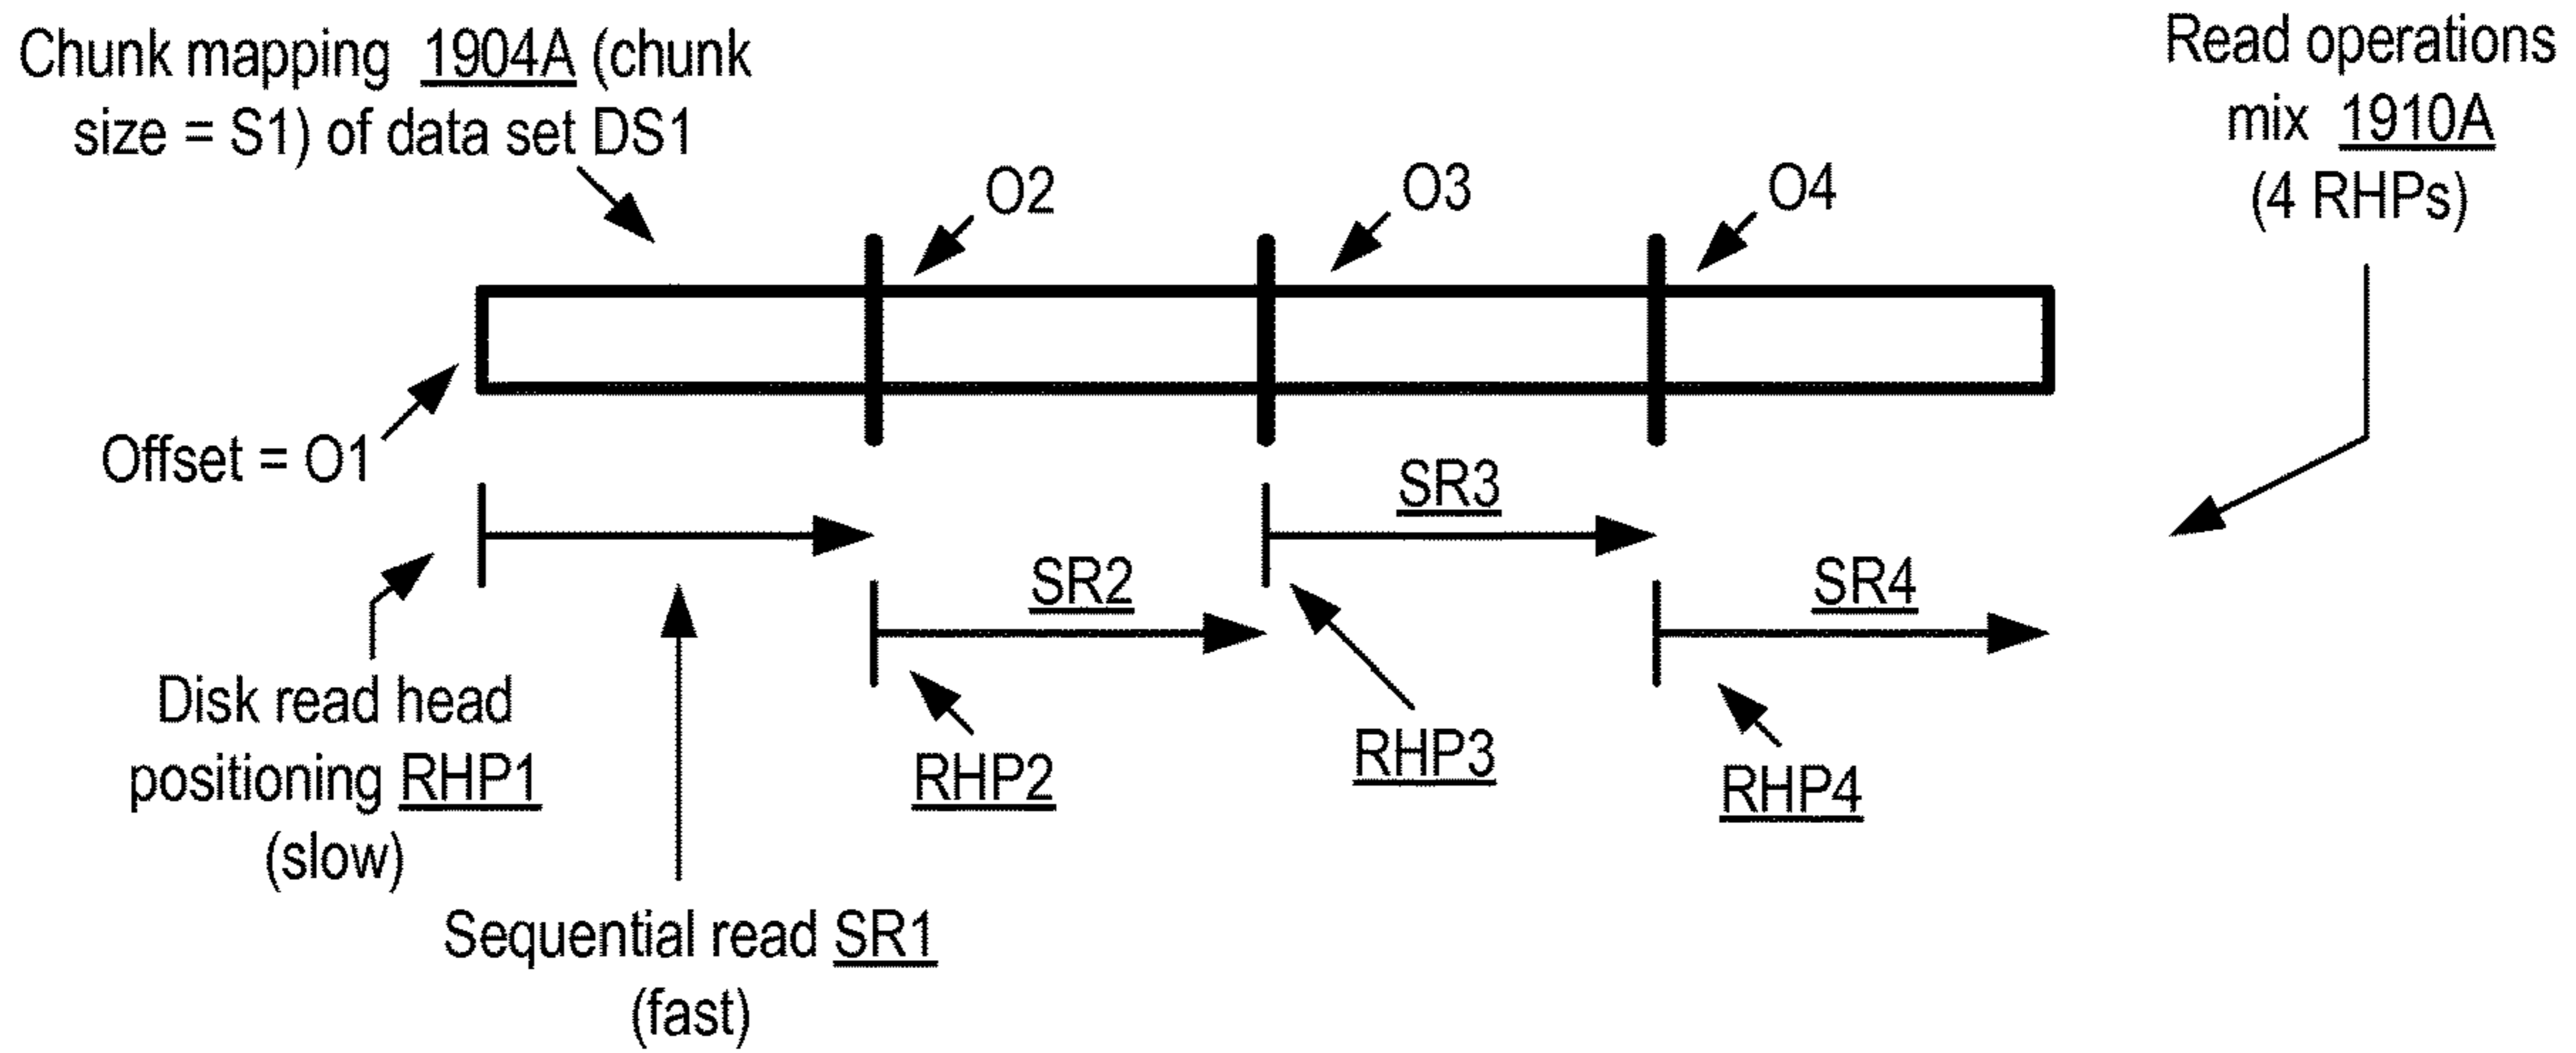 Chunk mapping 1904A (chunk
size = S1) of data set DS1
Read operations
mix 1910A
(4 RHPs)
O2
O3
O4
Offset = O1
SR3
SR2
SR4
Disk read head
positioning RHP1
(slow)
RHP2
RHP3
RHP4
Sequential read SR1
(fast)